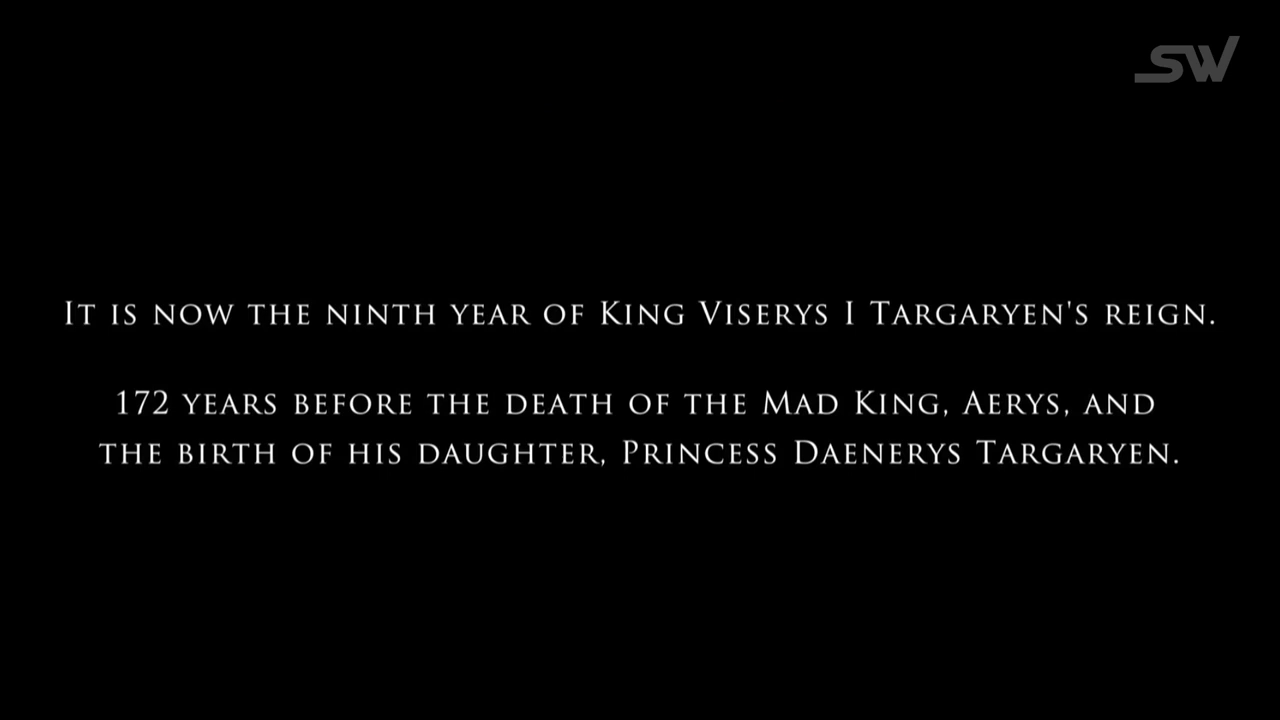 SW
It is now the ninth year of King Viserys I Targaryen's reign.
172 years before the death of the Mad King, Aerys, and
the birth of his daughter, Princess Daenerys Targaryen.